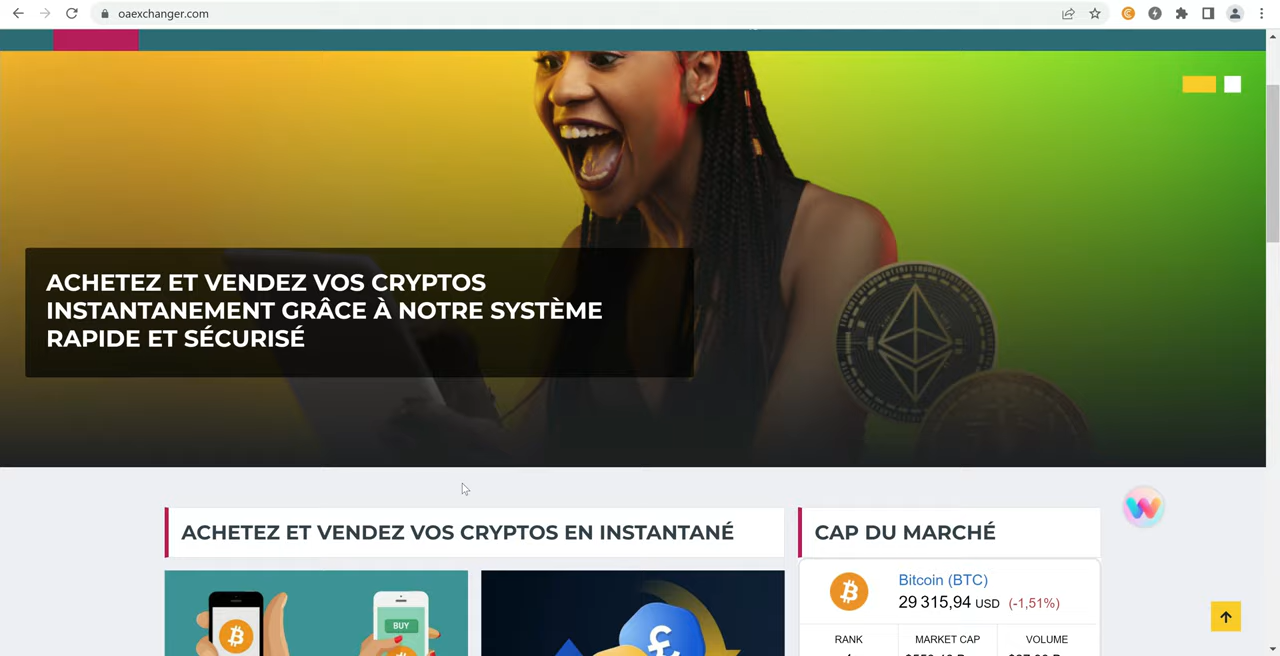 oaexchanger.com
ACHETEZ ET VENDEZ VOS CRYPTOS
INSTANTANEMENT GRÂCE À NOTRE SYSTÈME
RAPIDE ET SÉCURISÉ
ACHETEZ ET VENDEZ VOS CRYPTOS EN INSTANTANÉ
BUY
CAP DU MARCHÉ
Bitcoin (BTC)
29 315,94 USD (-1,51%)
RANK MARKET CAP VOLUME